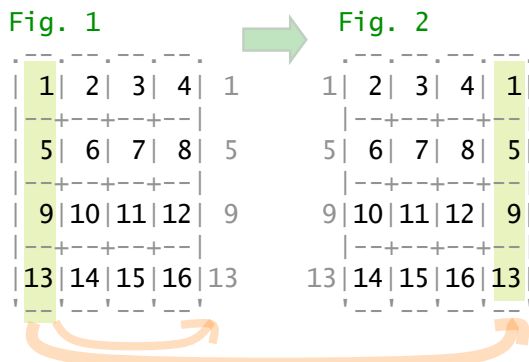 Fig. 1 Fig. 2
.--.--.--.--. .--.--.--.--.
| 1| 2| 3| 4| 1 1| 2| 3| 4| 1|
|--+--+--+--| |--+--+--+--|
| 5| 6| 7| 8| 5 5| 6| 7| 8| 5|
|--+--+--+--| |--+--+--+--|
| 9|10|11|12| 9 9|10|11|12| 9|
|--+--+--+--| |--+--+--+--|
|13|14|15|16|13 13|14|15|16|13|
'--'--'--'--' '--'--'--'--'